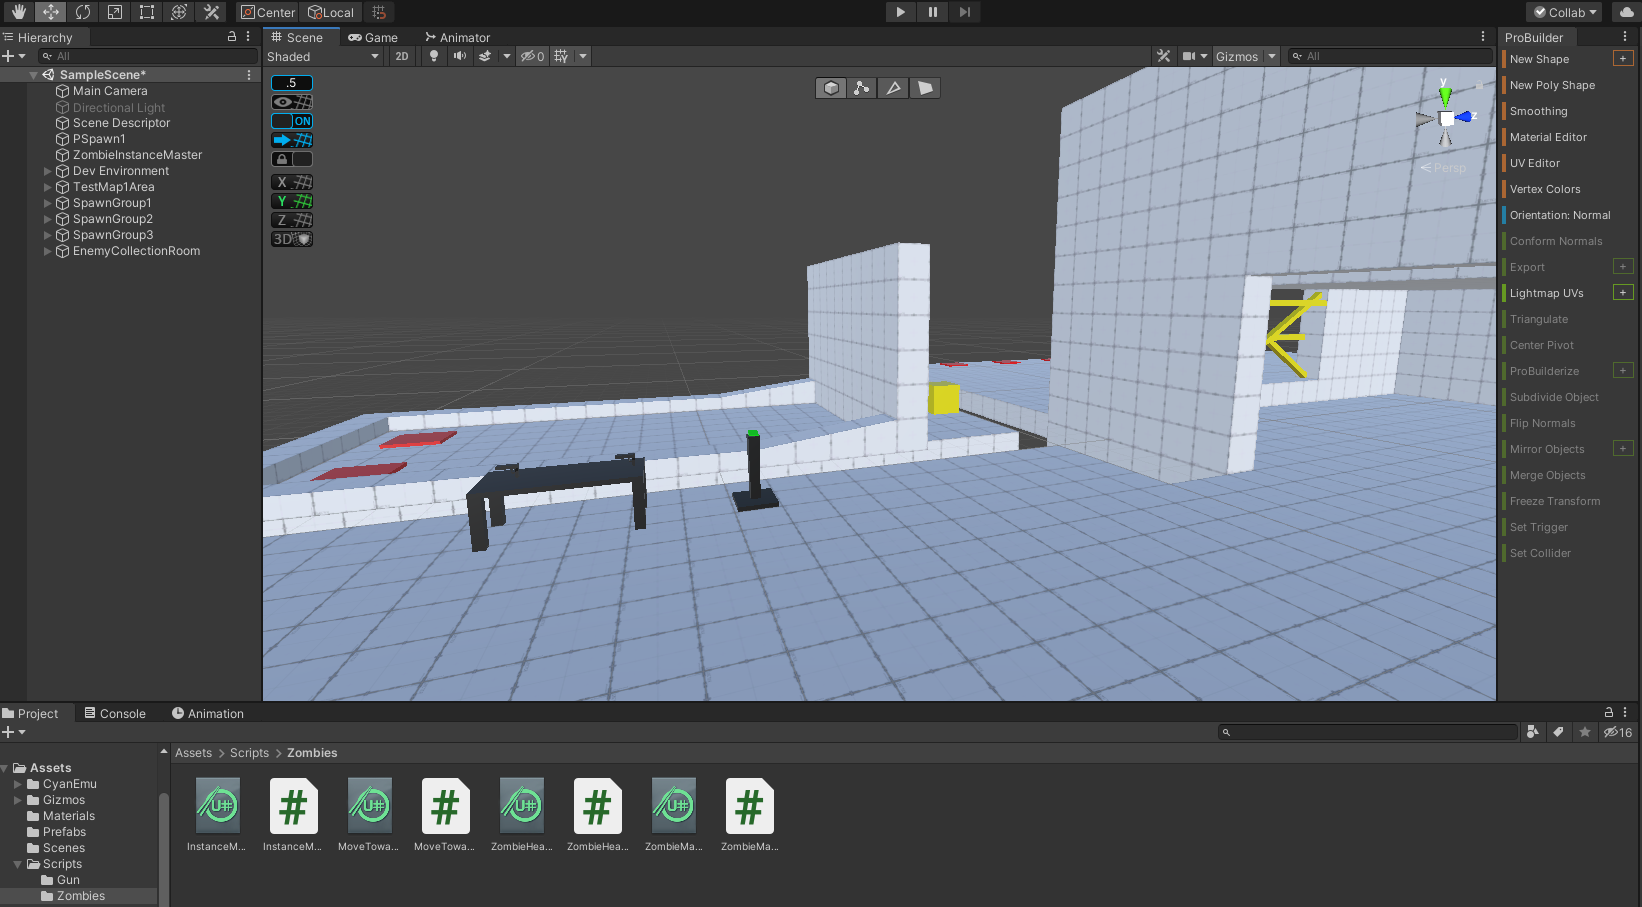 Center
Local
Collab
Hierarchy
All
SampleScene*
Main Camera
Directional Light
Scene Descriptor
PSpawn1
ZombieInstanceMaster
Dev Environment
TestMap1Area
SpawnGroup1
SpawnGroup2
SpawnGroup3
EnemyCollectionRoom
Scene
Game
Animator
Shaded
2D
0
Gizmos
All
.5
ON
X
Y
Z
3D
y
z
Persp
ProBuilder
New Shape
+
New Poly Shape
Smoothing
Material Editor
UV Editor
Vertex Colors
Orientation: Normal
Conform Normals
Export
+
Lightmap UVs
+
Triangulate
Center Pivot
ProBuilderize
+
Subdivide Object
Flip Normals
Mirror Objects
+
Merge Objects
Freeze Transform
Set Trigger
Set Collider
Project
Console
Animation
16
Assets
CyanEmu
Gizmos
Materials
Prefabs
Scenes
Scripts
Gun
Zombies
Assets > Scripts > Zombies
U#
#
U#
#
U#
#
U#
#
InstanceM...
InstanceM...
MoveTowa...
MoveTowa...
ZombieHea...
ZombieHea...
ZombieMa...
ZombieMa...